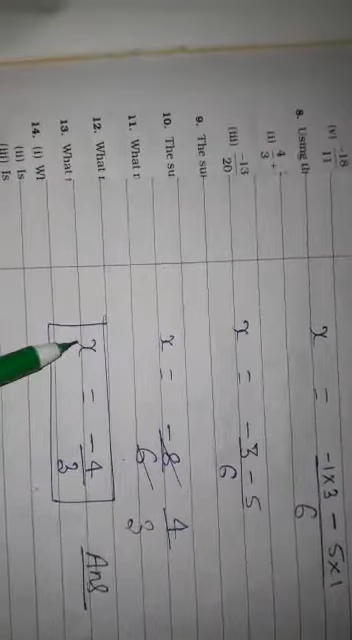 (v) -18/11
8. Using th
(i) 4/3 +
(iii) -13/20
9. The su
10. The su
11. What
12. What
13. What
14. (i) Wh
(ii) Is
(iii) Is
x = -1×3 - 5×1 / 6
x = -3 - 5 / 6
x = -8/6 4/3
x = -4/3 Ans